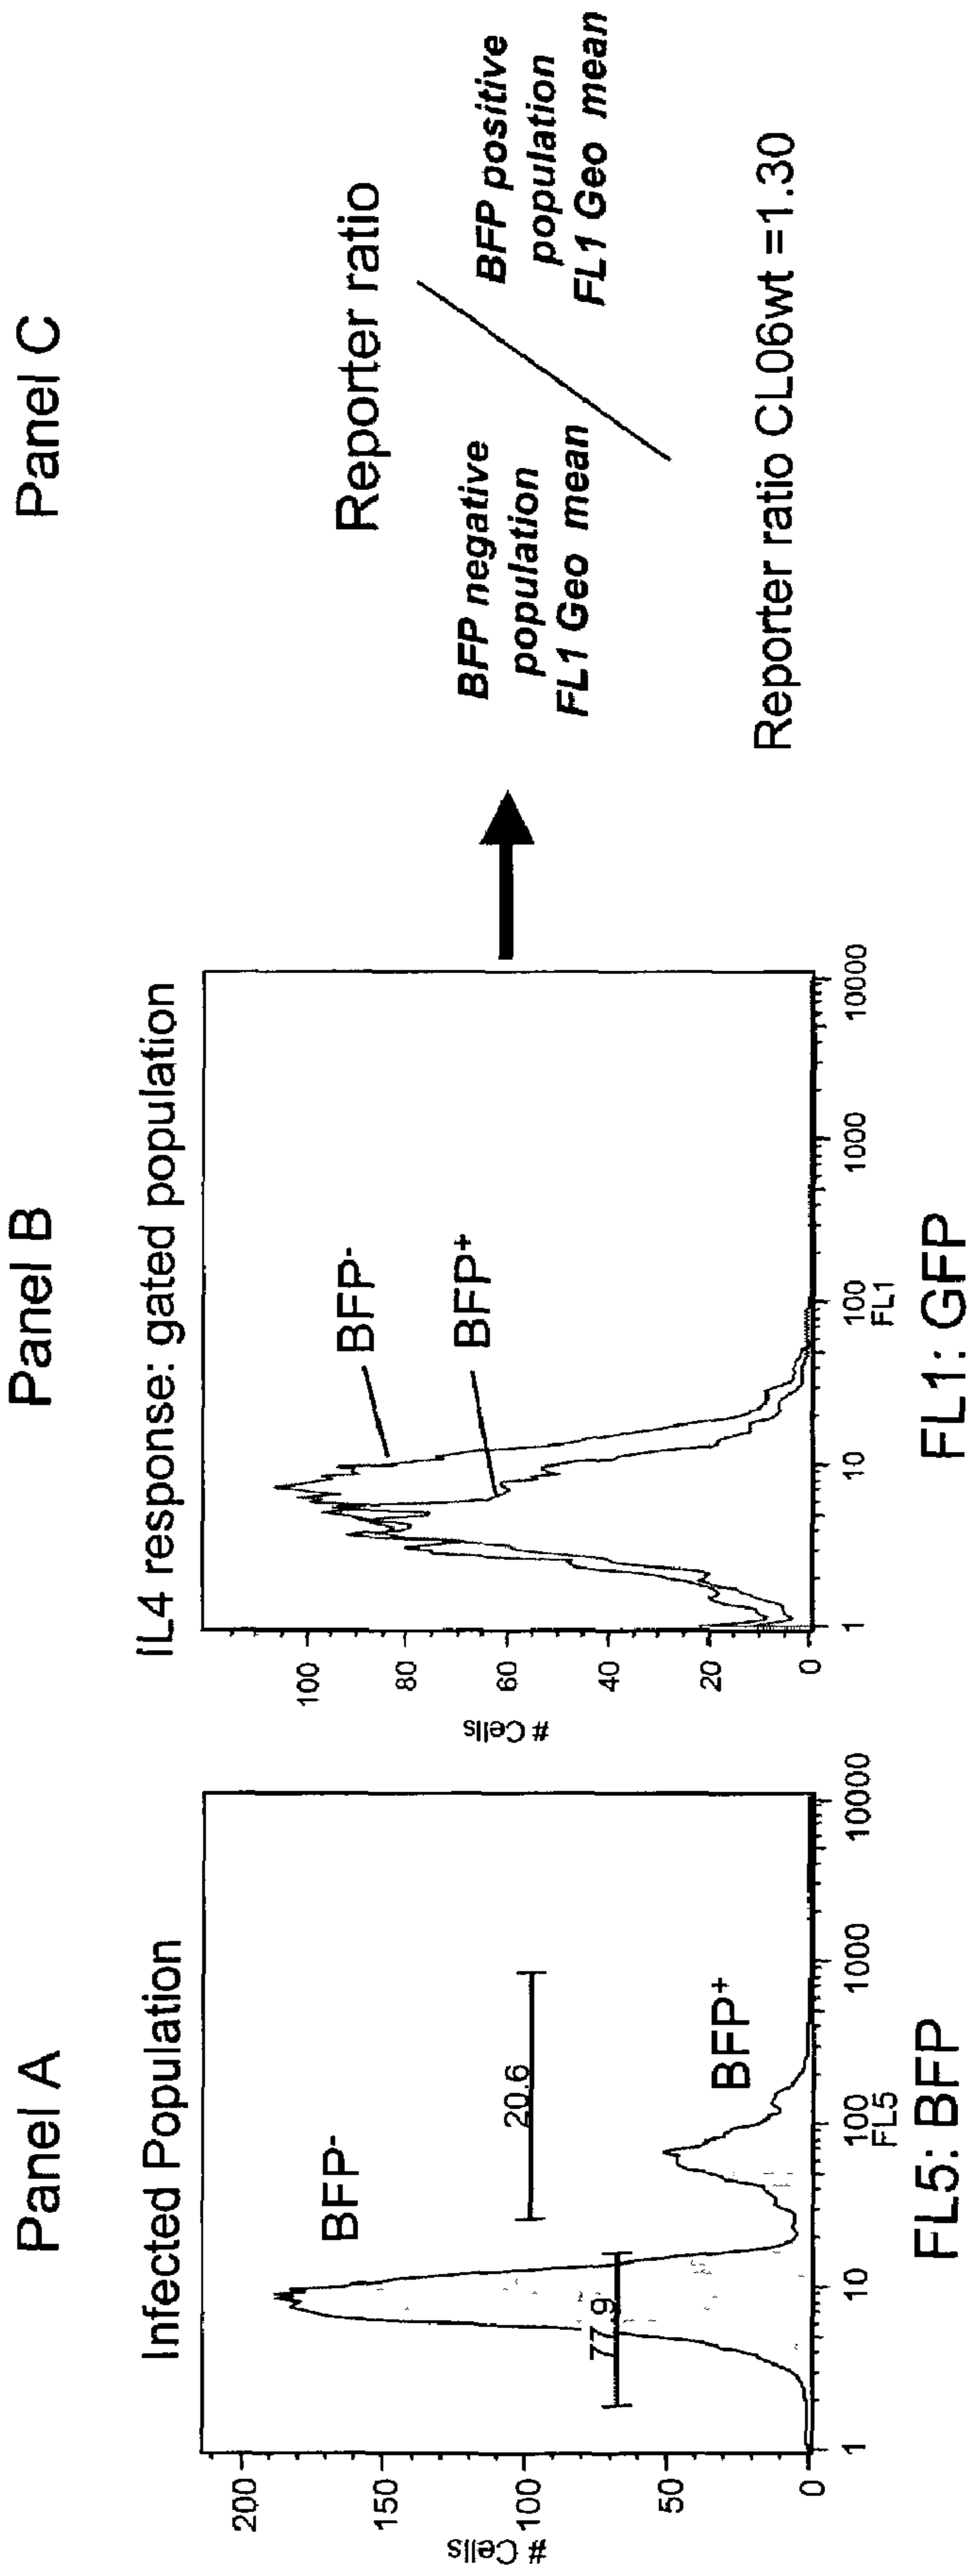 Panel A
Infected Population
BFP-
20.6
77.9
BFP+
# Cells
200
150
100
50
0
1
10
100
1000
10000
FL5
FL5: BFP
Panel B
IL4 response: gated population
BFP-
BFP+
# Cells
100
80
60
40
20
0
1
10
100
1000
10000
FL1
FL1: GFP
Panel C
Reporter ratio
BFP negative
population
FL1 Geo mean
BFP positive
population
FL1 Geo mean
Reporter ratio CL06wt =1.30